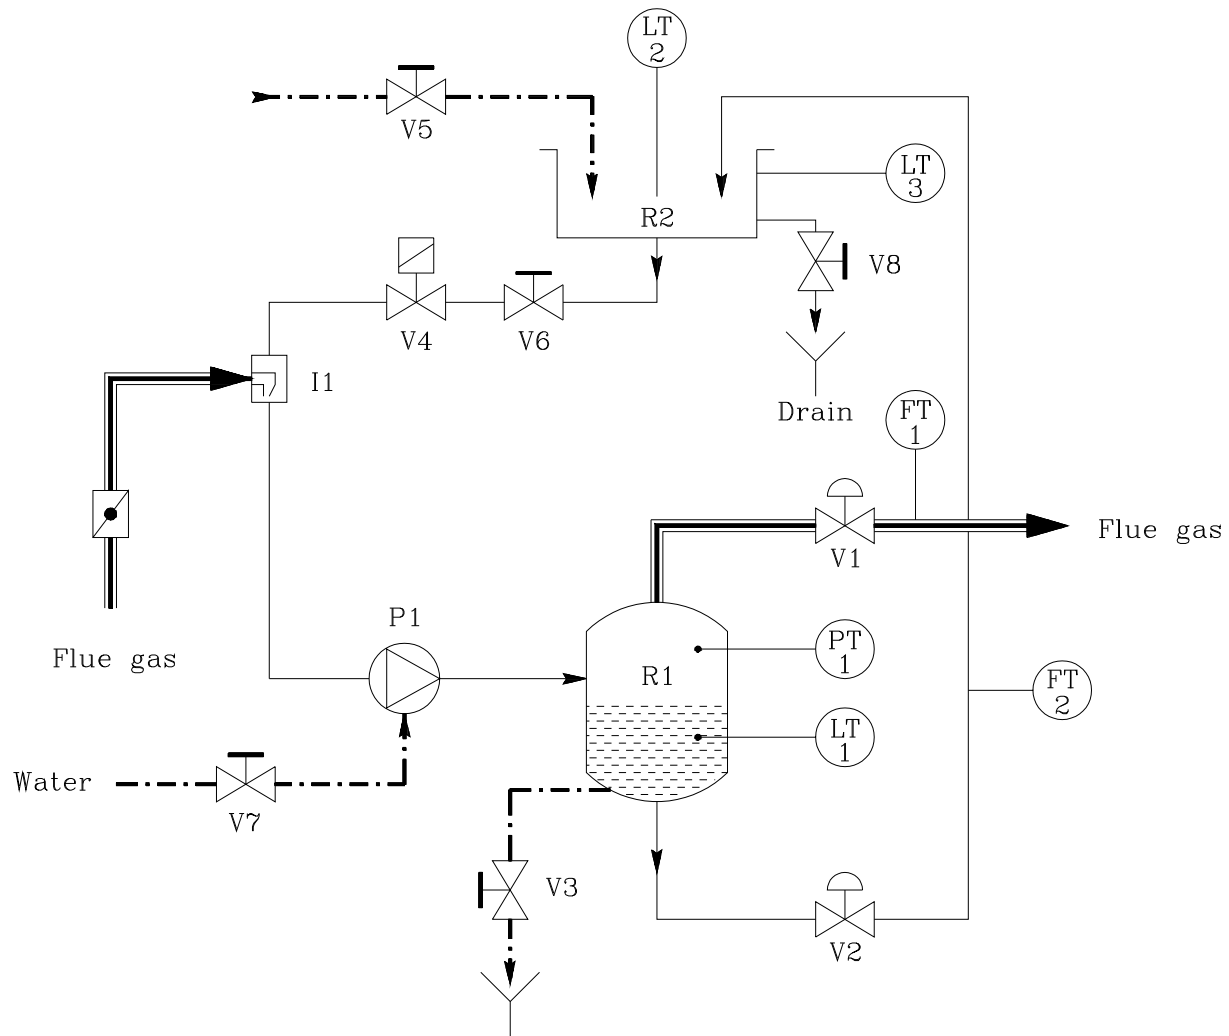 LT
2
V5
LT
3
R2
V8
V4
V6
I1
Drain
FT
1
Flue gas
V1
P1
Flue gas
PT
1
R1
FT
2
LT
1
Water
V7
V3
V2